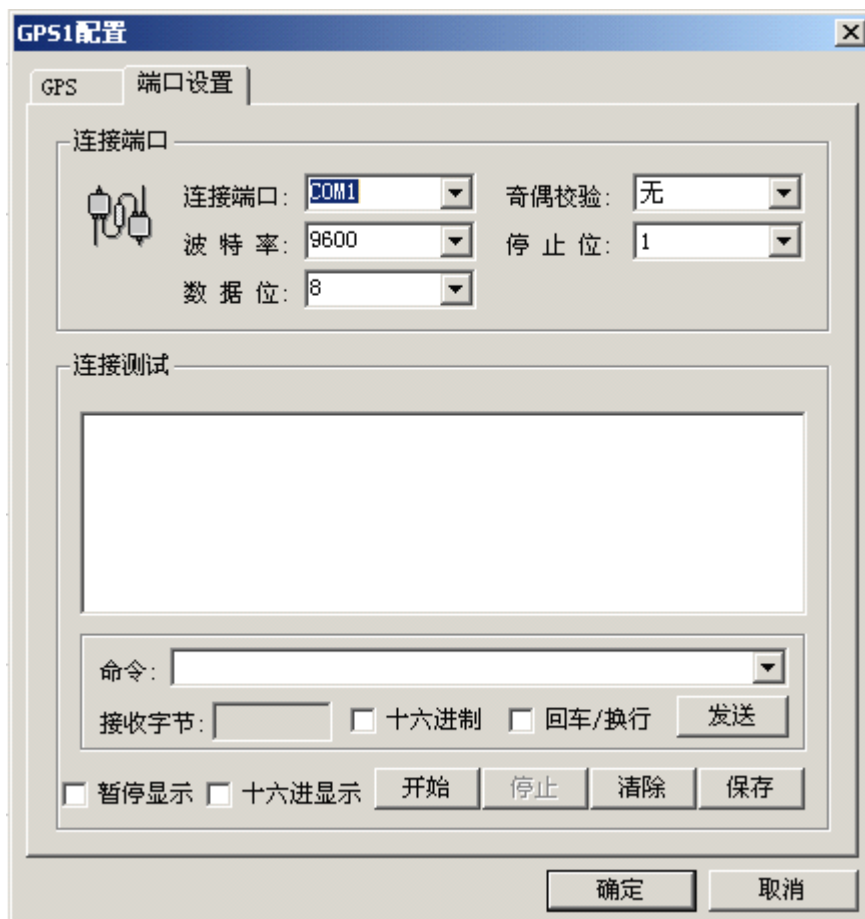 GPS1配置
GPS 端口设置
连接端口
连接端口: COM1 奇偶校验: 无
波 特 率: 9600 停 止 位: 1
数 据 位: 8
连接测试
命令:
接收字节: 十六进制 回车/换行 发送
暂停显示 十六进显示 开始 停止 清除 保存
确定 取消